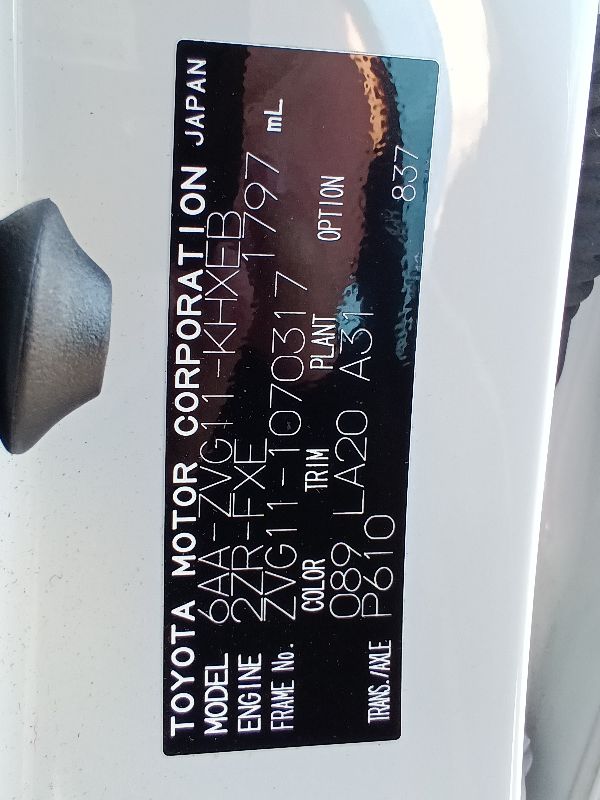 TOYOTA MOTOR CORPORATION JAPAN
MODEL 6AA-ZVG11-KHXEB
ENGINE 2ZR-FXE 1797 mL
FRAME No. ZVG11-1070317
COLOR TRIM PLANT OPTION
089 LA20 A31
TRANS./AXLE P610 837